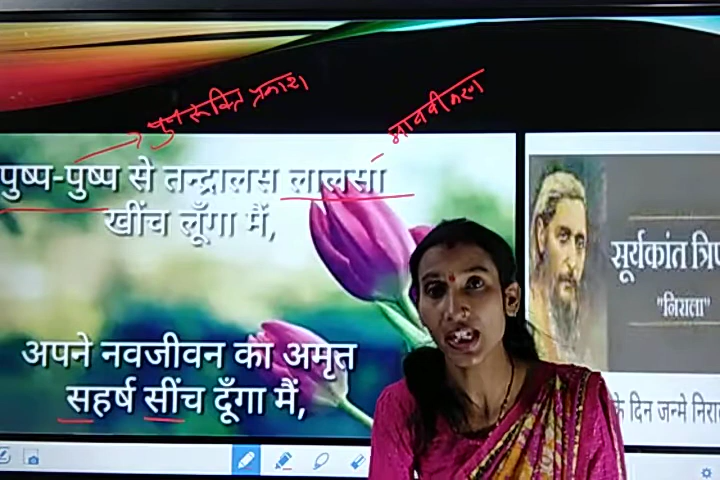 पुनरुक्ति प्रकाश
मानवीकरण
पुष्प-पुष्प से तन्द्रालस लालसा
खींच लूँगा मैं,
अपने नवजीवन का अमृत
सहर्ष सींच दूँगा मैं,
सूर्यकांत
"निराला"
के दिन जन्मे